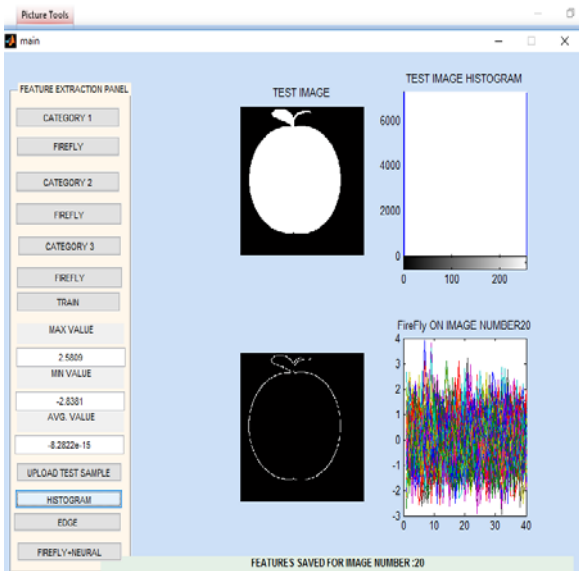 Picture Tools
main
FEATURE EXTRACTION PANEL
CATEGORY 1
FIREFLY
CATEGORY 2
FIREFLY
CATEGORY 3
FIREFLY
TRAIN
MAX VALUE
2.5809
MIN VALUE
-2.8381
AVG. VALUE
-8.2822e-15
UPLOAD TEST SAMPLE
HISTOGRAM
EDGE
FIREFLY+NEURAL
TEST IMAGE
TEST IMAGE HISTOGRAM
6000
4000
2000
0
0 100 200
FireFly ON IMAGE NUMBER20
4
3
2
1
0
-1
-2
-3
0 10 20 30 40
FEATURES SAVED FOR IMAGE NUMBER :20